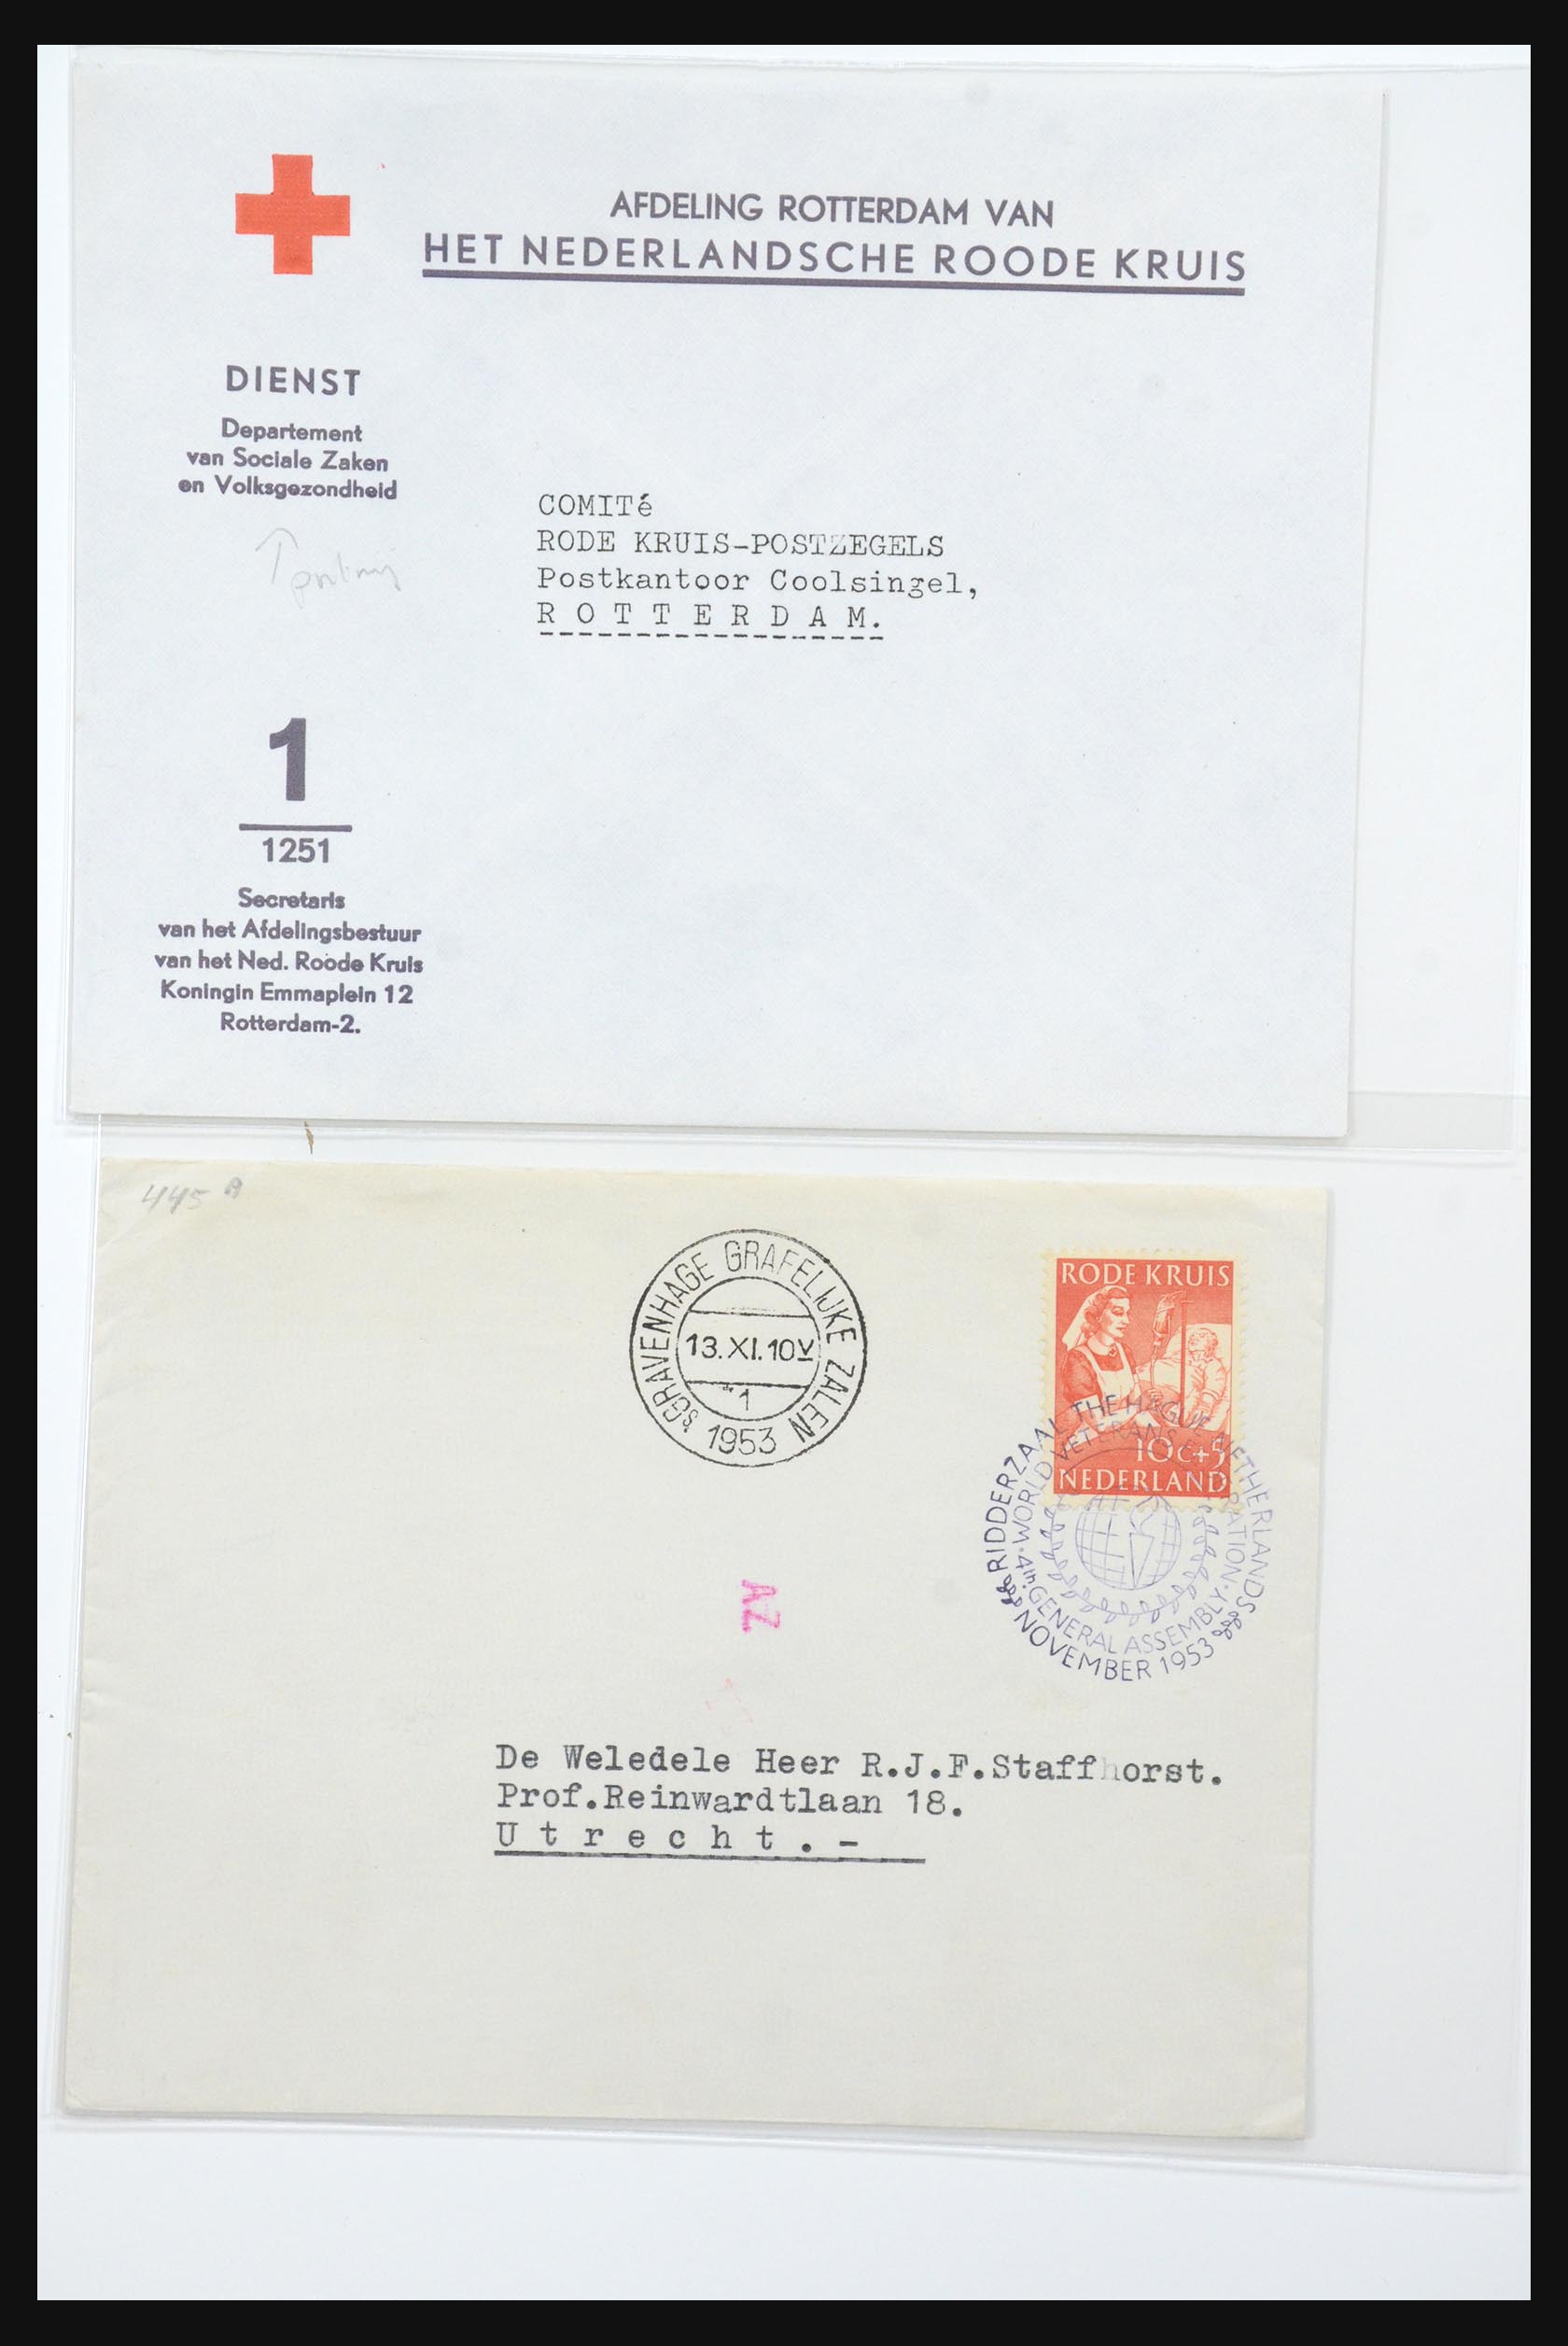 AFDELING ROTTERDAM VAN
HET NEDERLANDSCHE ROODE KRUIS
DIENST
Departement
van Sociale Zaken
en Volksgezondheid
COMITé
RODE KRUIS-POSTZEGELS
Postkantoor Coolsingel,
R O T T E R D A M.
1
1251
Secretaris
van het Afdelingsbestuur
van het Ned. Roode Kruis
Koningin Emmaplein 12
Rotterdam-2.
445 A
'sGRAVENHAGE GRAFELIJKE ZALEN
13.XI.10V
1
1953
RODE KRUIS
10c+5
NEDERLAND
RIDDERZAAL THE HAGUE NETHERLANDS
WORLD VETERANS FEDERATION
4th GENERAL ASSEMBLY
NOVEMBER 1953
AZ
De Weledele Heer R.J.F.Staffhorst.
Prof.Reinwardtlaan 18.
U t r e c h t . -